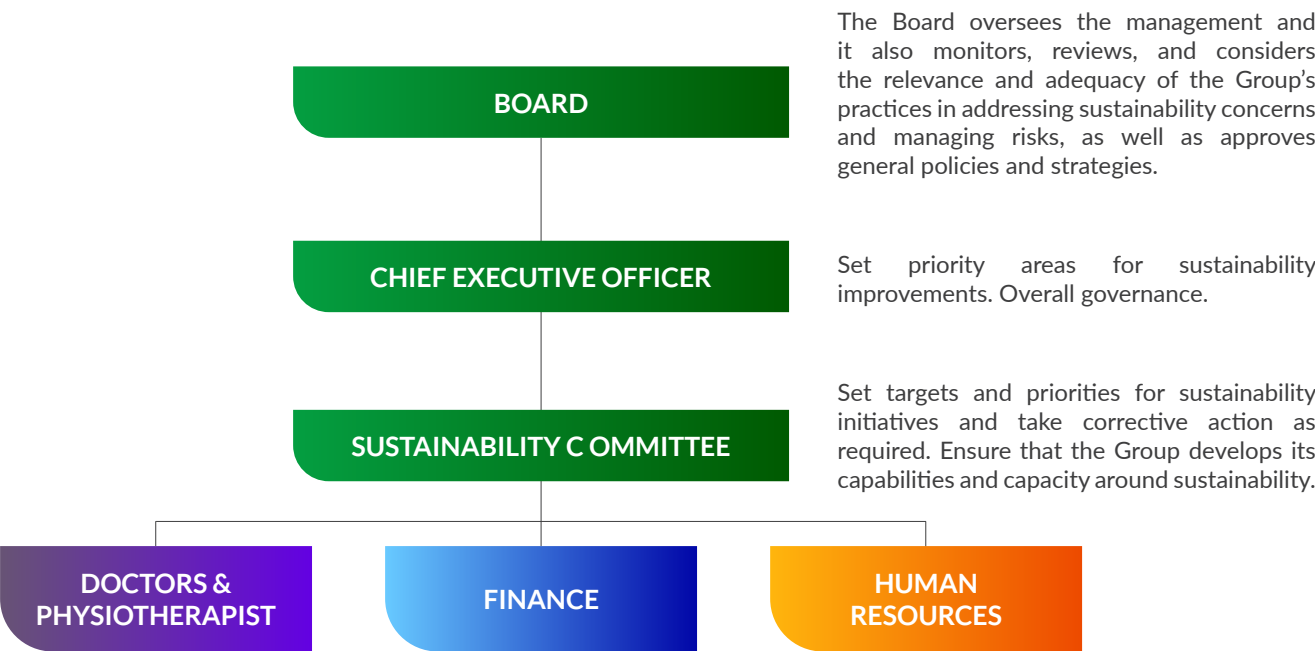 The Board oversees the management and
it also monitors, reviews, and considers
the relevance and adequacy of the Group's
practices in addressing sustainability concerns
and managing risks, as well as approves
general policies and strategies.
BOARD
CHIEF EXECUTIVE OFFICER
Set priority areas for sustainability
improvements. Overall governance.
SUSTAINABILITY C OMMITTEE
Set targets and priorities for sustainability
initiatives and take corrective action as
required. Ensure that the Group develops its
capabilities and capacity around sustainability.
DOCTORS &
PHYSIOTHERAPIST
FINANCE
HUMAN
RESOURCES